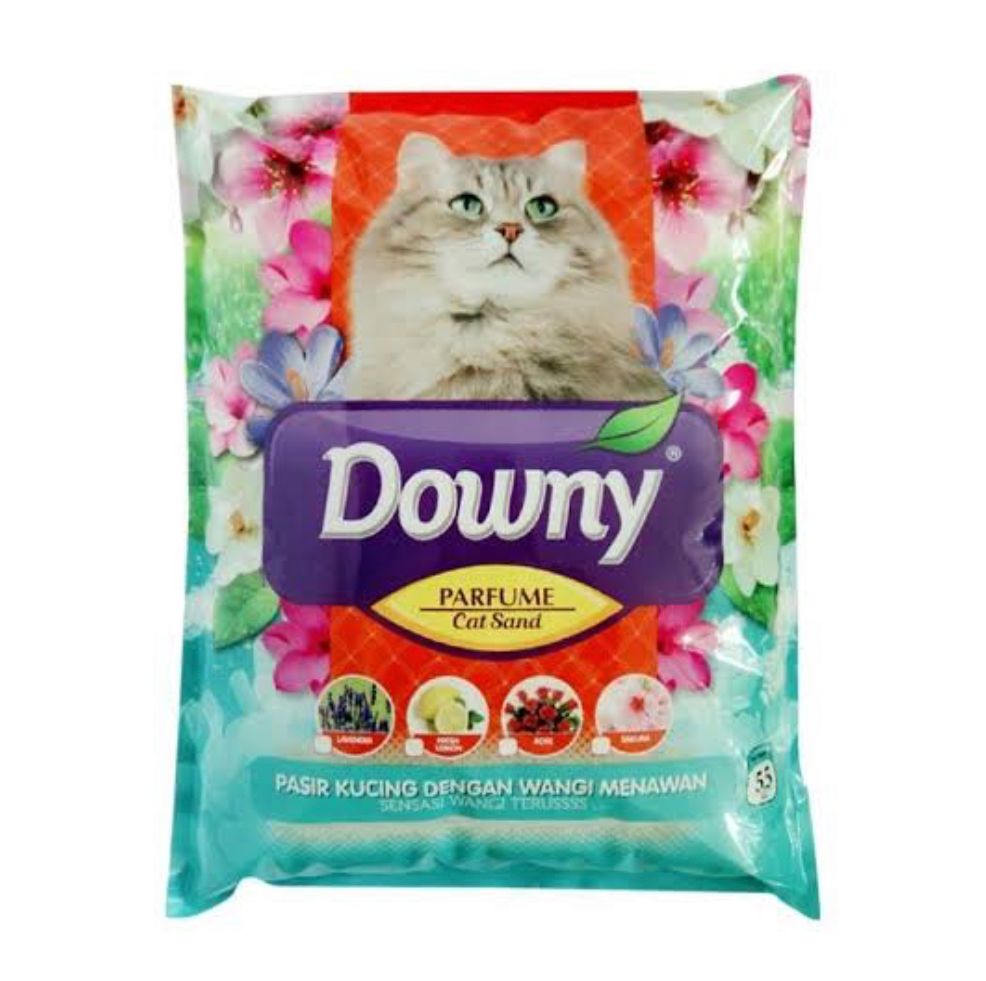 Downy®
PARFUME
Cat Sand
LAVENDER
FRESH LEMON
ROSE
SAKURA
PASIR KUCING DENGAN WANGI MENAWAN
SENSASI WANGI TERUSSSS ...